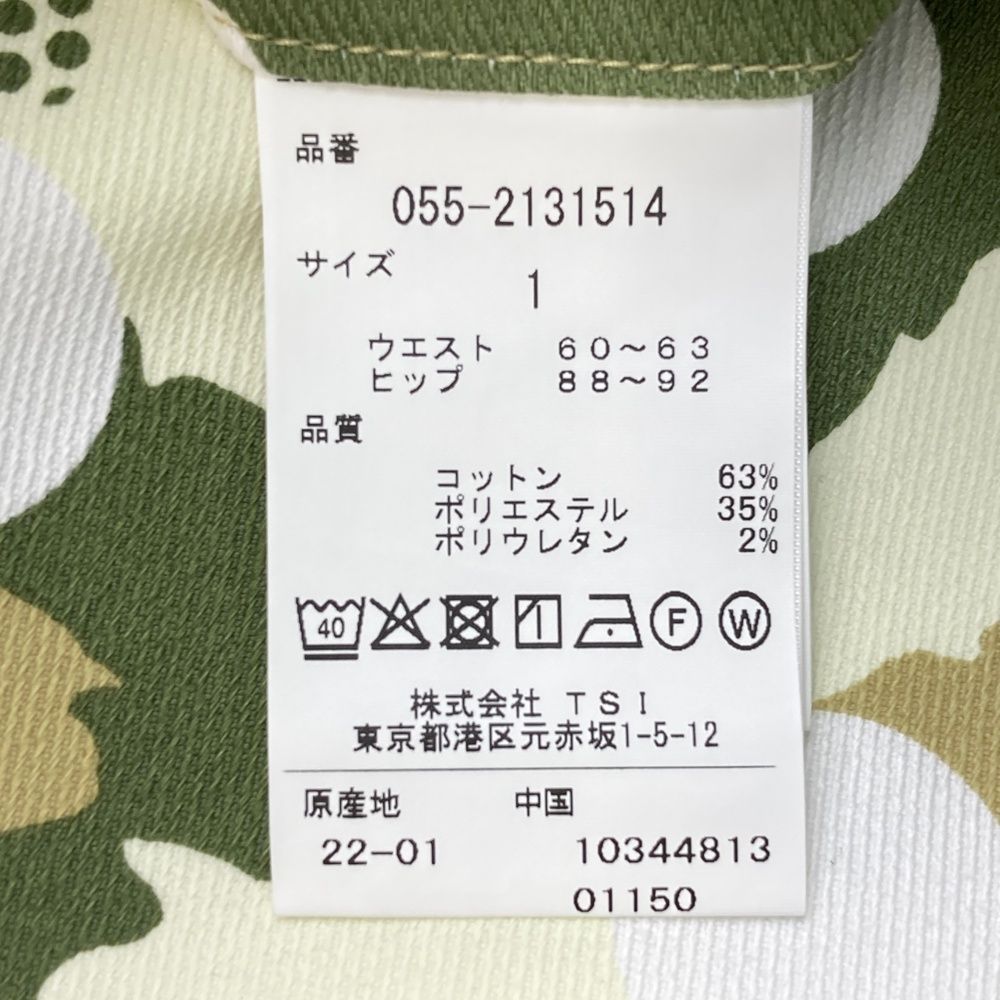 品番
055-2131514
サイズ
1
ウエスト 60～63
ヒップ 88～92
品質
コットン 63%
ポリエステル 35%
ポリウレタン 2%
40 F W
株式会社 TSI
東京都港区元赤坂1-5-12
原産地 中国
22-01 10344813
01150